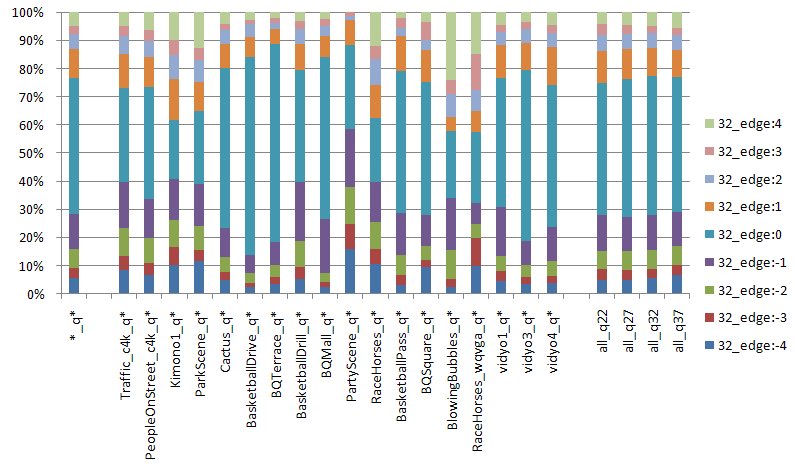 100%
90%
80%
70%
60%
50%
40%
30%
20%
10%
0%
*_q*
Traffic_c4k_q*
PeopleOnStreet_c4k_q*
Kimono1_q*
ParkScene_q*
Cactus_q*
BasketballDrive_q*
BQTerrace_q*
BasketballDrill_q*
BQMall_q*
PartyScene_q*
RaceHorses_q*
BasketballPass_q*
BQSquare_q*
BlowingBubbles_q*
RaceHorses_wqvga_q*
vidyo1_q*
vidyo3_q*
vidyo4_q*
all_q22
all_q27
all_q32
all_q37
32_edge:4
32_edge:3
32_edge:2
32_edge:1
32_edge:0
32_edge:-1
32_edge:-2
32_edge:-3
32_edge:-4